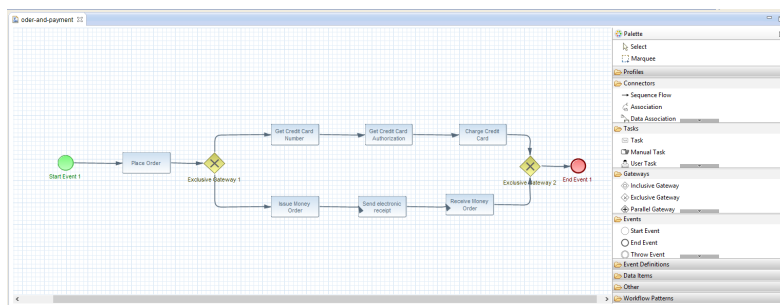 oder-and-payment
Palette
Select
Marquee
Profiles
Connectors
Sequence Flow
Association
Data Association
Tasks
Task
Manual Task
User Task
Gateways
Inclusive Gateway
Exclusive Gateway
Parallel Gateway
Events
Start Event
End Event
Throw Event
Event Definitions
Data Items
Other
Workflow Patterns
Start Event 1
Place Order
Exclusive Gateway 1
Get Credit Card
Number
Get Credit Card
Authorization
Charge Credit
Card
Issue Money
Order
Send electronic
receipt
Receive Money
Order
Exclusive Gateway 2
End Event 1